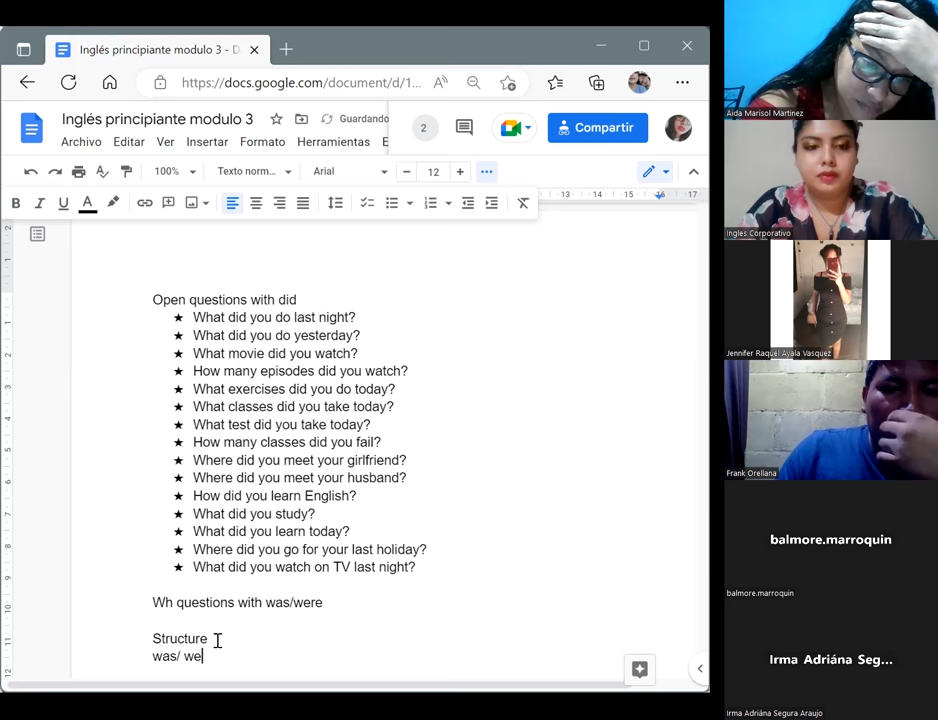 Inglés principiante modulo 3 - D
https://docs.google.com/document/d/1...
Inglés principiante modulo 3
Guardando
2
Compartir
Archivo Editar Ver Insertar Formato Herramientas E
100% Texto norm... Arial 12
13 14 15 16 17
Open questions with did
★ What did you do last night?
★ What did you do yesterday?
★ What movie did you watch?
★ How many episodes did you watch?
★ What exercises did you do today?
★ What classes did you take today?
★ What test did you take today?
★ How many classes did you fail?
★ Where did you meet your girlfriend?
★ Where did you meet your husband?
★ How did you learn English?
★ What did you study?
★ What did you learn today?
★ Where did you go for your last holiday?
★ What did you watch on TV last night?
Wh questions with was/were
Structure
was/ we
Aida Marisol Martinez
Ingles Corporativo
Jennifer Raquel Ayala Vasquez
Frank Orellana
balmore.marroquin
balmore.marroquin
Irma Adriána Seg...
Irma Adriána Segura Araujo